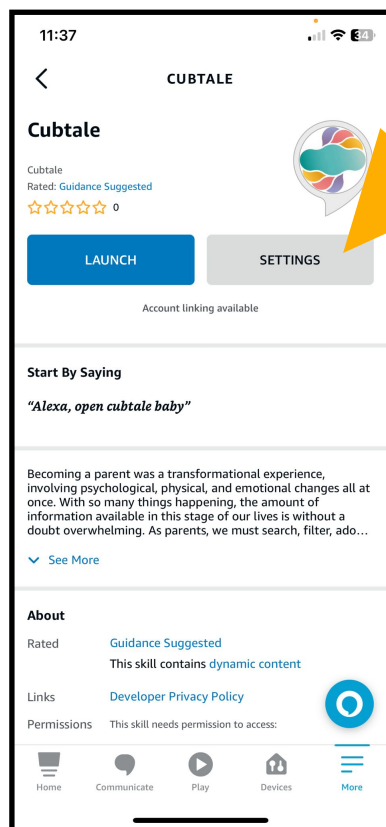 11:37
34
CUBTALE
Cubtale
Cubtale
Rated: Guidance Suggested
0
LAUNCH
SETTINGS
Account linking available
Start By Saying
“Alexa, open cubtale baby”
Becoming a parent was a transformational experience,
involving psychological, physical, and emotional changes all at
once. With so many things happening, the amount of
information available in this stage of our lives is without a
doubt overwhelming. As parents, we must search, filter, ado...
See More
About
Rated Guidance Suggested
This skill contains dynamic content
Links Developer Privacy Policy
Permissions This skill needs permission to access:
Home Communicate Play Devices More